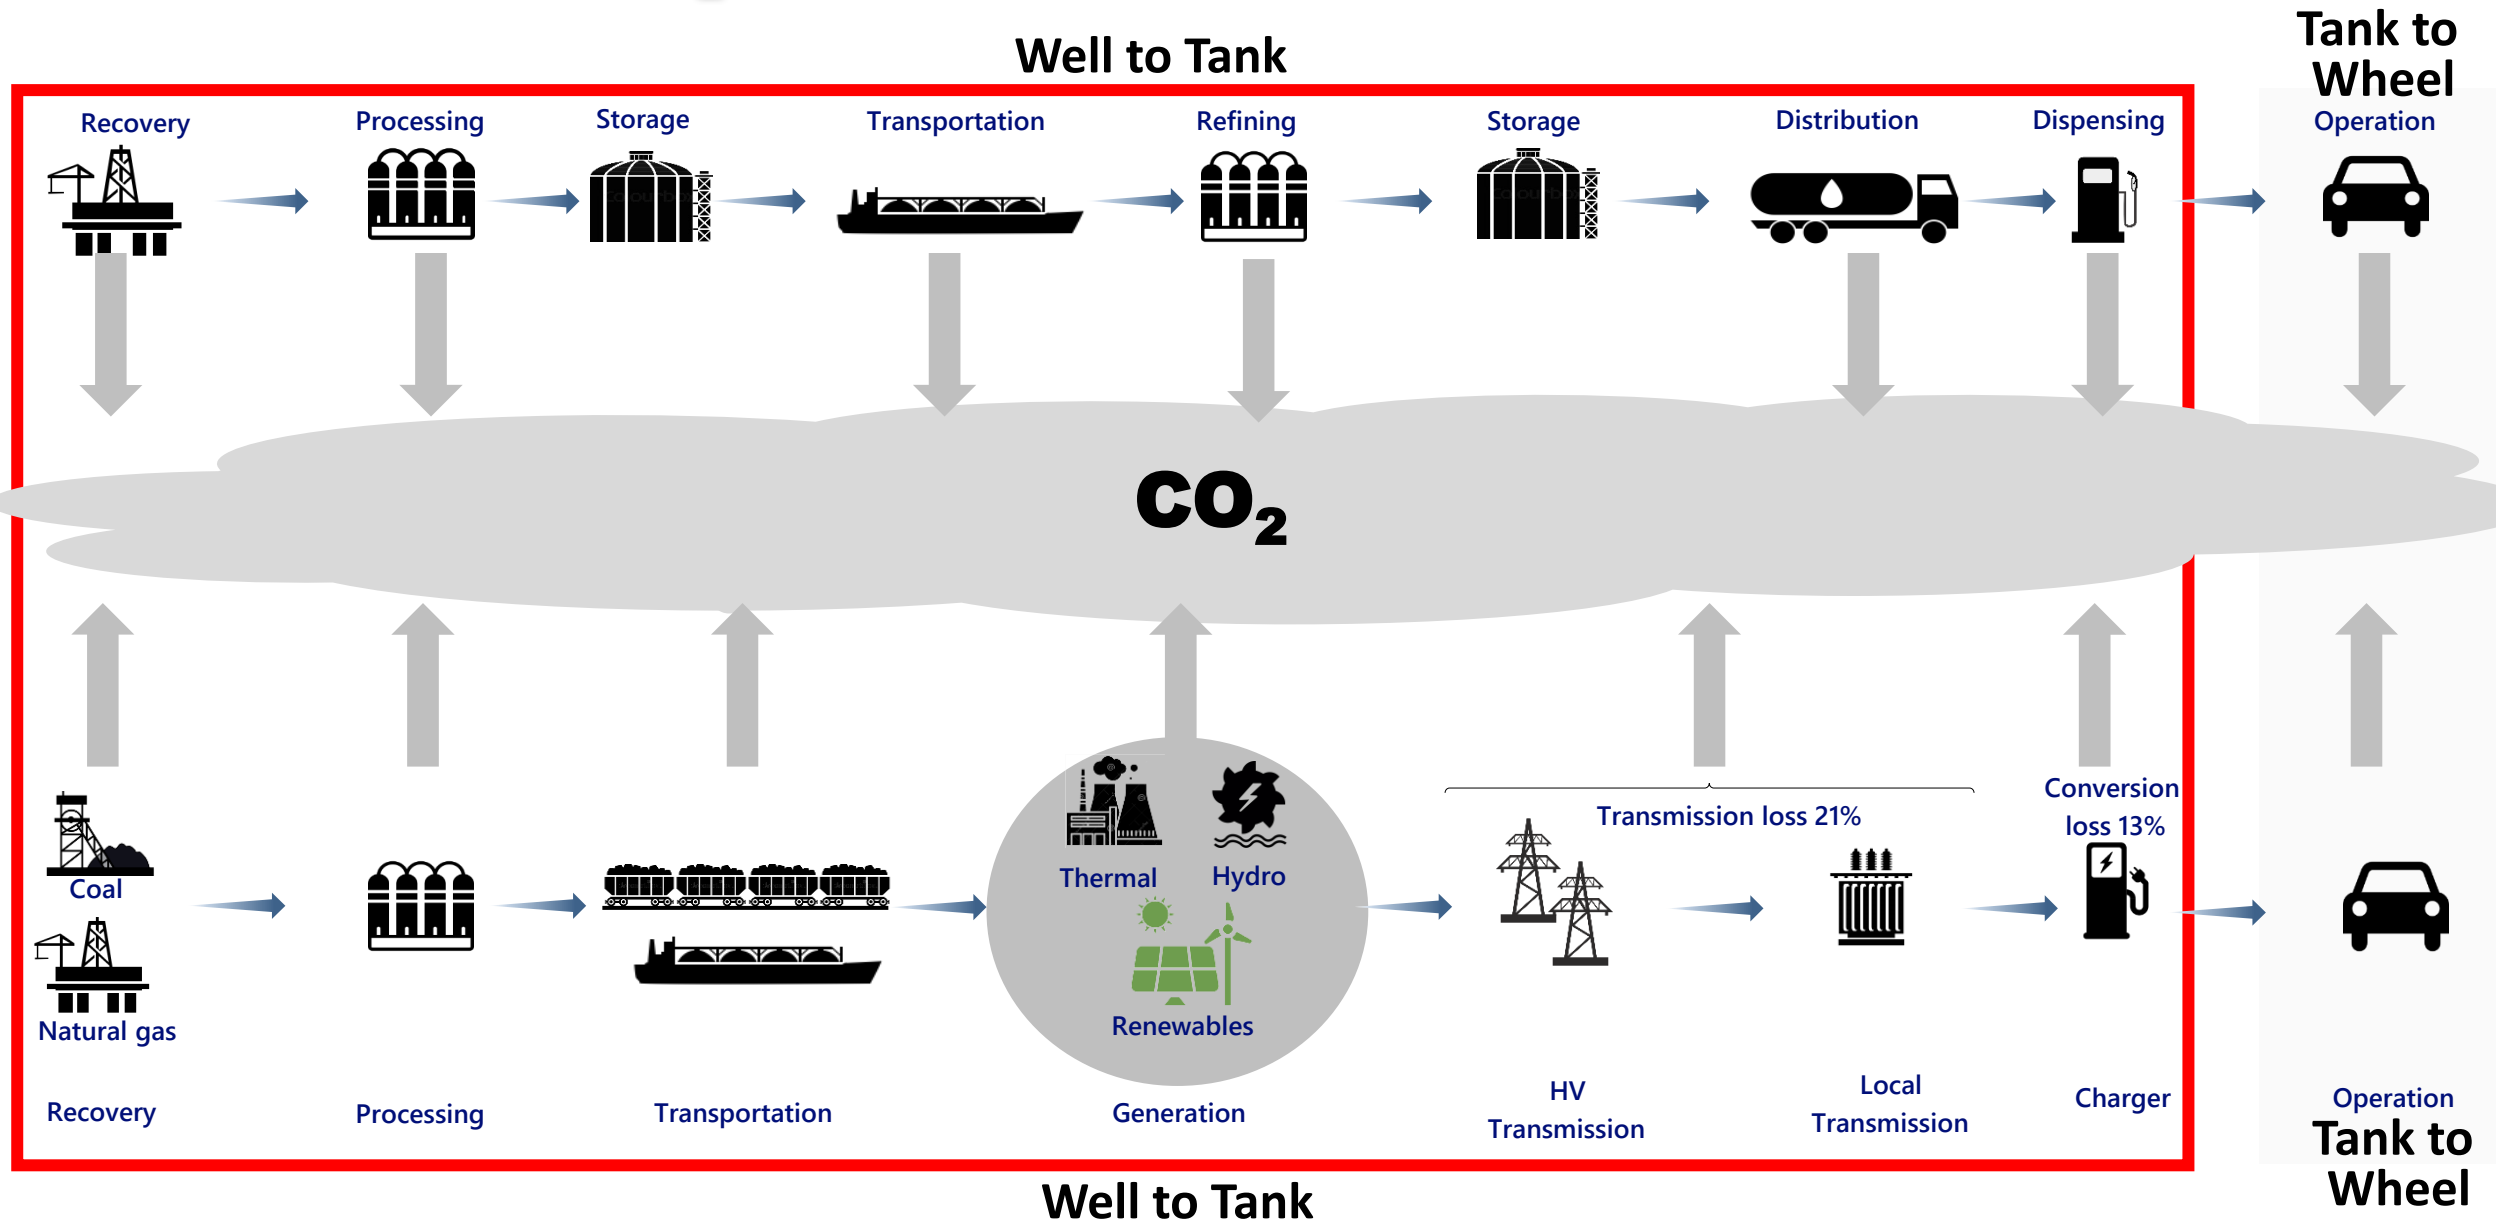 Well to Tank
Tank to
Wheel
Recovery
Processing
Storage
Transportation
Refining
Storage
Distribution
Dispensing
Operation
CO₂
Conversion
loss 13%
Transmission loss 21%
Thermal
Hydro
Coal
Renewables
Natural gas
Recovery
Processing
Transportation
Generation
HV
Transmission
Local
Transmission
Charger
Operation
Tank to
Wheel
Well to Tank